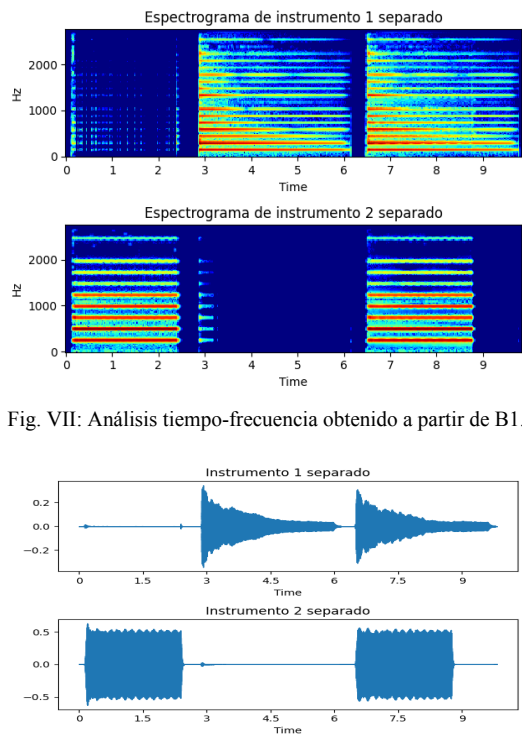 Espectrograma de instrumento 1 separado
2000
1000
0
Hz
0 1 2 3 4 5 6 7 8 9
Time
Espectrograma de instrumento 2 separado
2000
1000
0
Hz
0 1 2 3 4 5 6 7 8 9
Time
Fig. VII: Análisis tiempo-frecuencia obtenido a partir de B1.
Instrumento 1 separado
0.2
0.0
−0.2
0 1.5 3 4.5 6 7.5 9
Time
Instrumento 2 separado
0.5
0.0
−0.5
0 1.5 3 4.5 6 7.5 9
Time